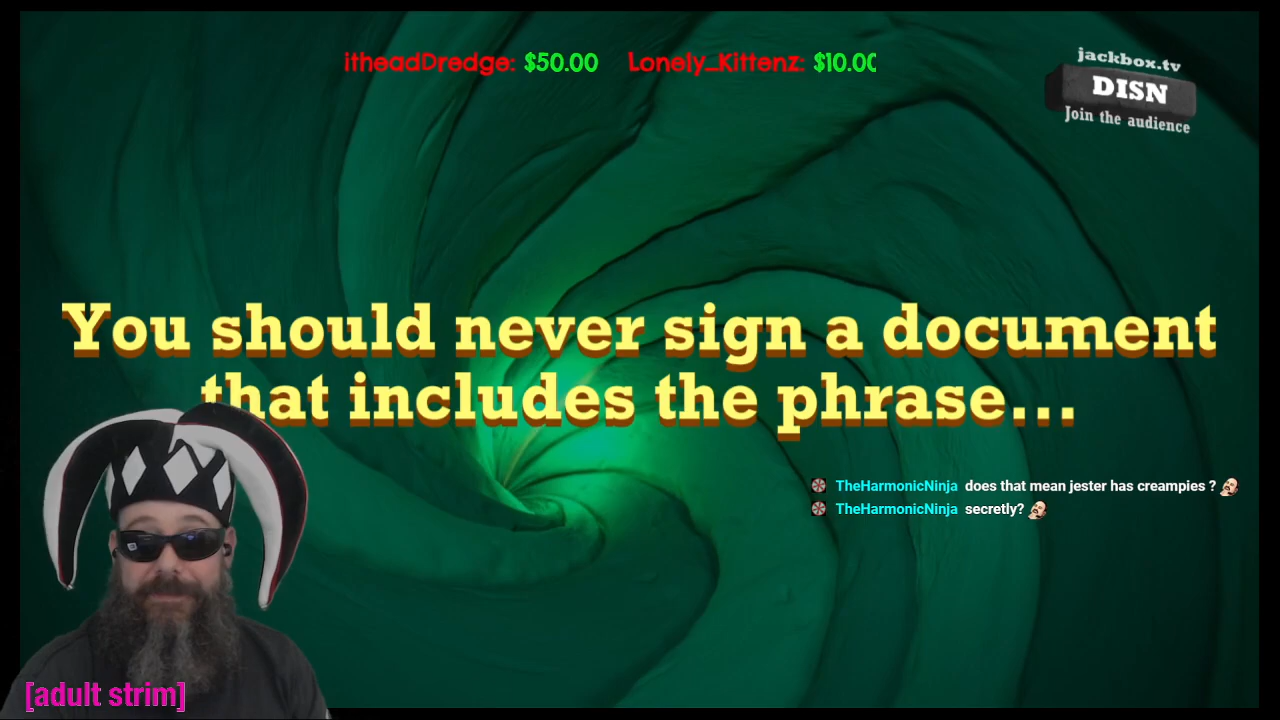 itheadDredge: $50.00 Lonely_Kittenz: $10.00
jackbox.tv
DISN
Join the audience
You should never sign a document
that includes the phrase...
TheHarmonicNinja does that mean jester has creampies ?
TheHarmonicNinja secretly?
[adult strim]